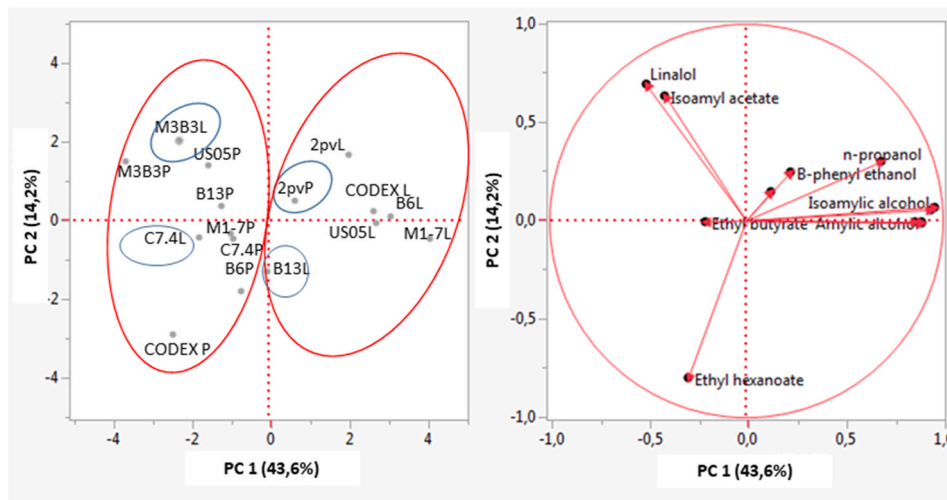 4
2
0
-2
-4
PC 2 (14,2%)
M3B3L
M3B3P
US05P
B13P
C7.4L
M1-7P
C7.4P
B6P
CODEX P
2pvL
2pvP
CODEX L
B6L
US05L
M1-7L
B13L
-4
-2
0
2
4
PC 1 (43,6%)
1,0
0,5
0,0
-0,5
-1,0
PC 2 (14,2%)
Linalol
Isoamyl acetate
n-propanol
B-phenyl ethanol
Isoamylic alcohol
Ethyl butyrate
Amylic alcohol
Ethyl hexanoate
-1,0
-0,5
0,0
0,5
1,0
PC 1 (43,6%)